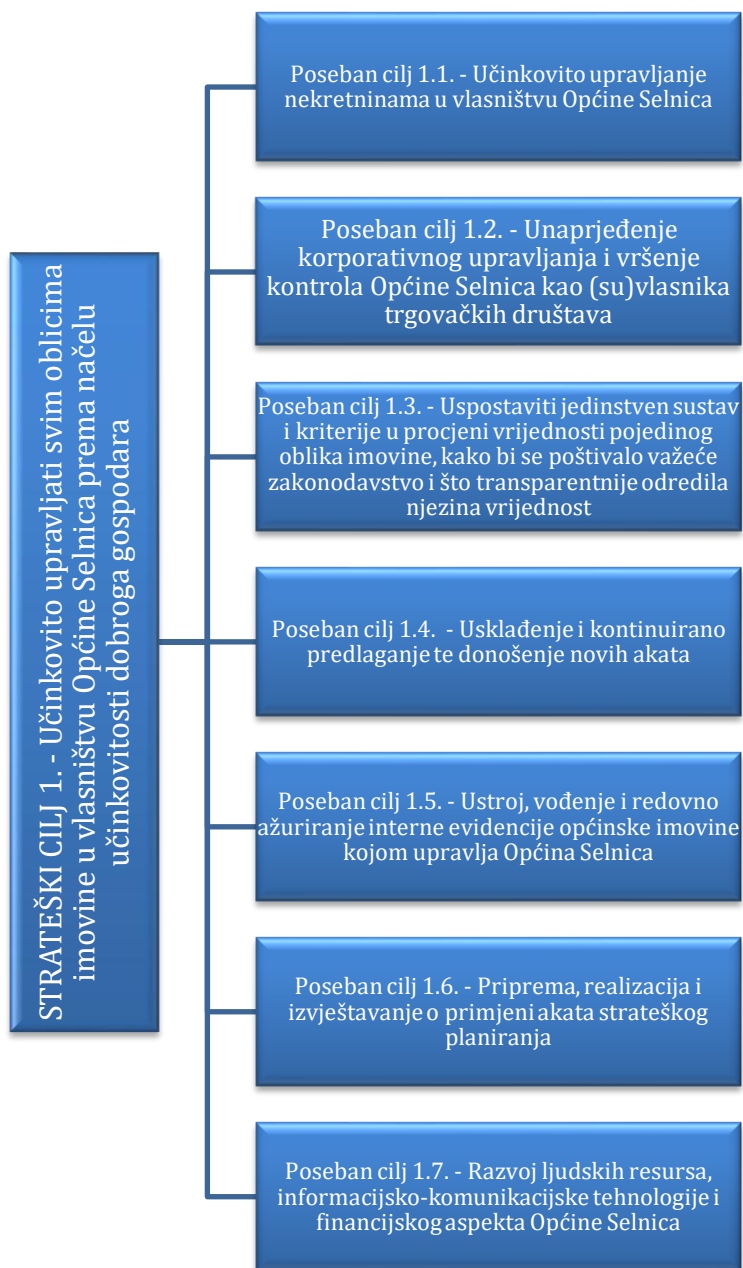 STRATEŠKI CILJ 1. - Učinkovito upravljati svim oblicima
imovine u vlasništvu Općine Selnica prema načelu
učinkovitosti dobroga gospodara
Poseban cilj 1.1. - Učinkovito upravljanje
nekretninama u vlasništvu Općine Selnica
Poseban cilj 1.2. - Unaprjeđenje
korporativnog upravljanja i vršenje
kontrola Općine Selnica kao (su)vlasnika
trgovačkih društava
Poseban cilj 1.3. - Uspostaviti jedinstven sustav
i kriterije u procjeni vrijednosti pojedinog
oblika imovine, kako bi se poštivalo važeće
zakonodavstvo i što transparentnije odredila
njezina vrijednost
Poseban cilj 1.4. - Usklađenje i kontinuirano
predlaganje te donošenje novih akata
Poseban cilj 1.5. - Ustroj, vođenje i redovno
ažuriranje interne evidencije općinske imovine
kojom upravlja Općina Selnica
Poseban cilj 1.6. - Priprema, realizacija i
izvještavanje o primjeni akata strateškog
planiranja
Poseban cilj 1.7. - Razvoj ljudskih resursa,
informacijsko-komunikacijske tehnologije i
financijskog aspekta Općine Selnica